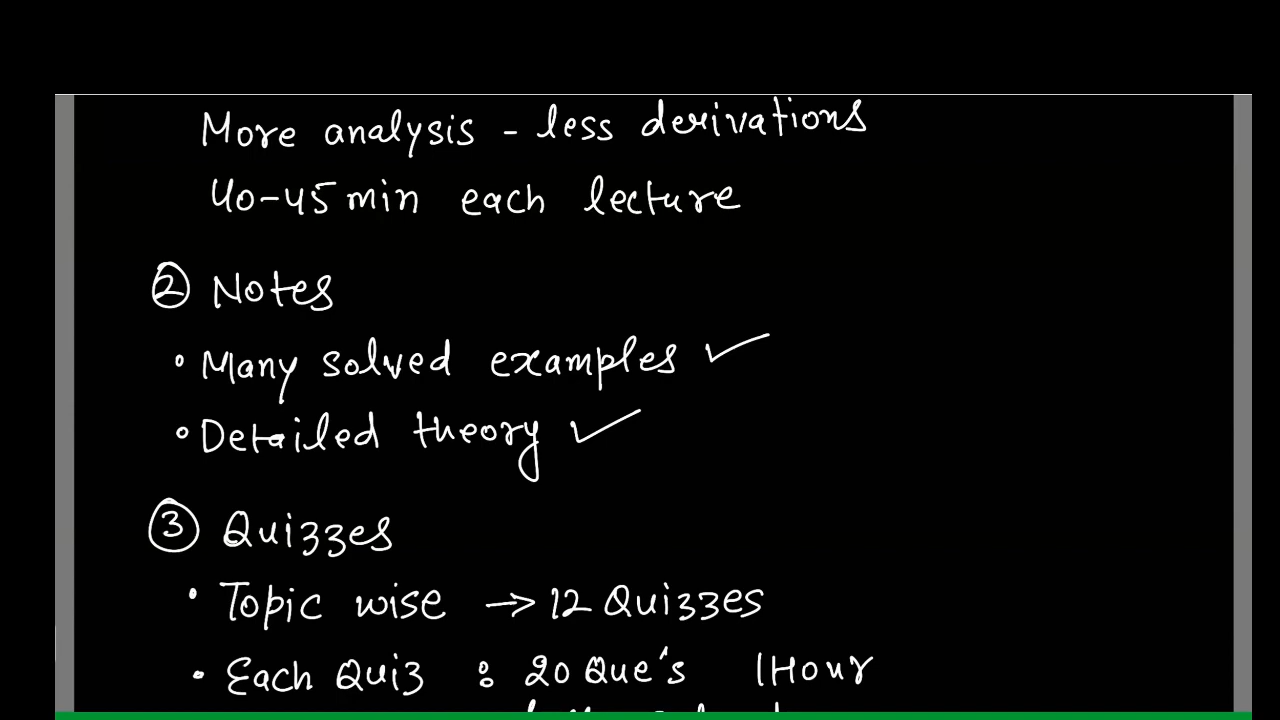 More analysis - less derivations
40-45 min each lecture
② Notes
• Many solved examples ✓
• Detailed theory ✓
③ Quizzes
• Topic wise → 12 Quizzes
• Each Quiz : 20 Que's 1 Hour